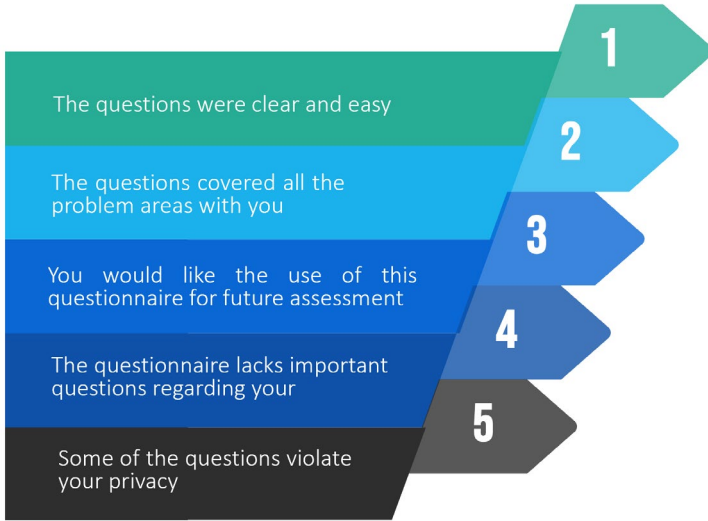 1
The questions were clear and easy
2
The questions covered all the
problem areas with you
3
You would like the use of this
questionnaire for future assessment
4
The questionnaire lacks important
questions regarding your
5
Some of the questions violate
your privacy